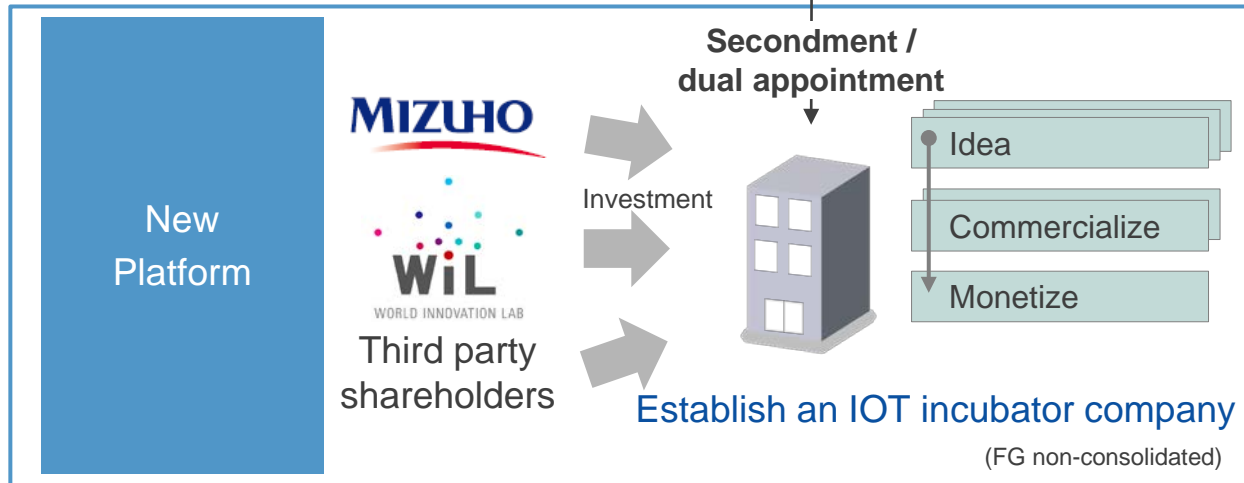 Secondment /
dual appointment
New
Platform
MIZUHO
Investment
WiL
WORLD INNOVATION LAB
Third party
shareholders
Idea
Commercialize
Monetize
Establish an IOT incubator company
(FG non-consolidated)